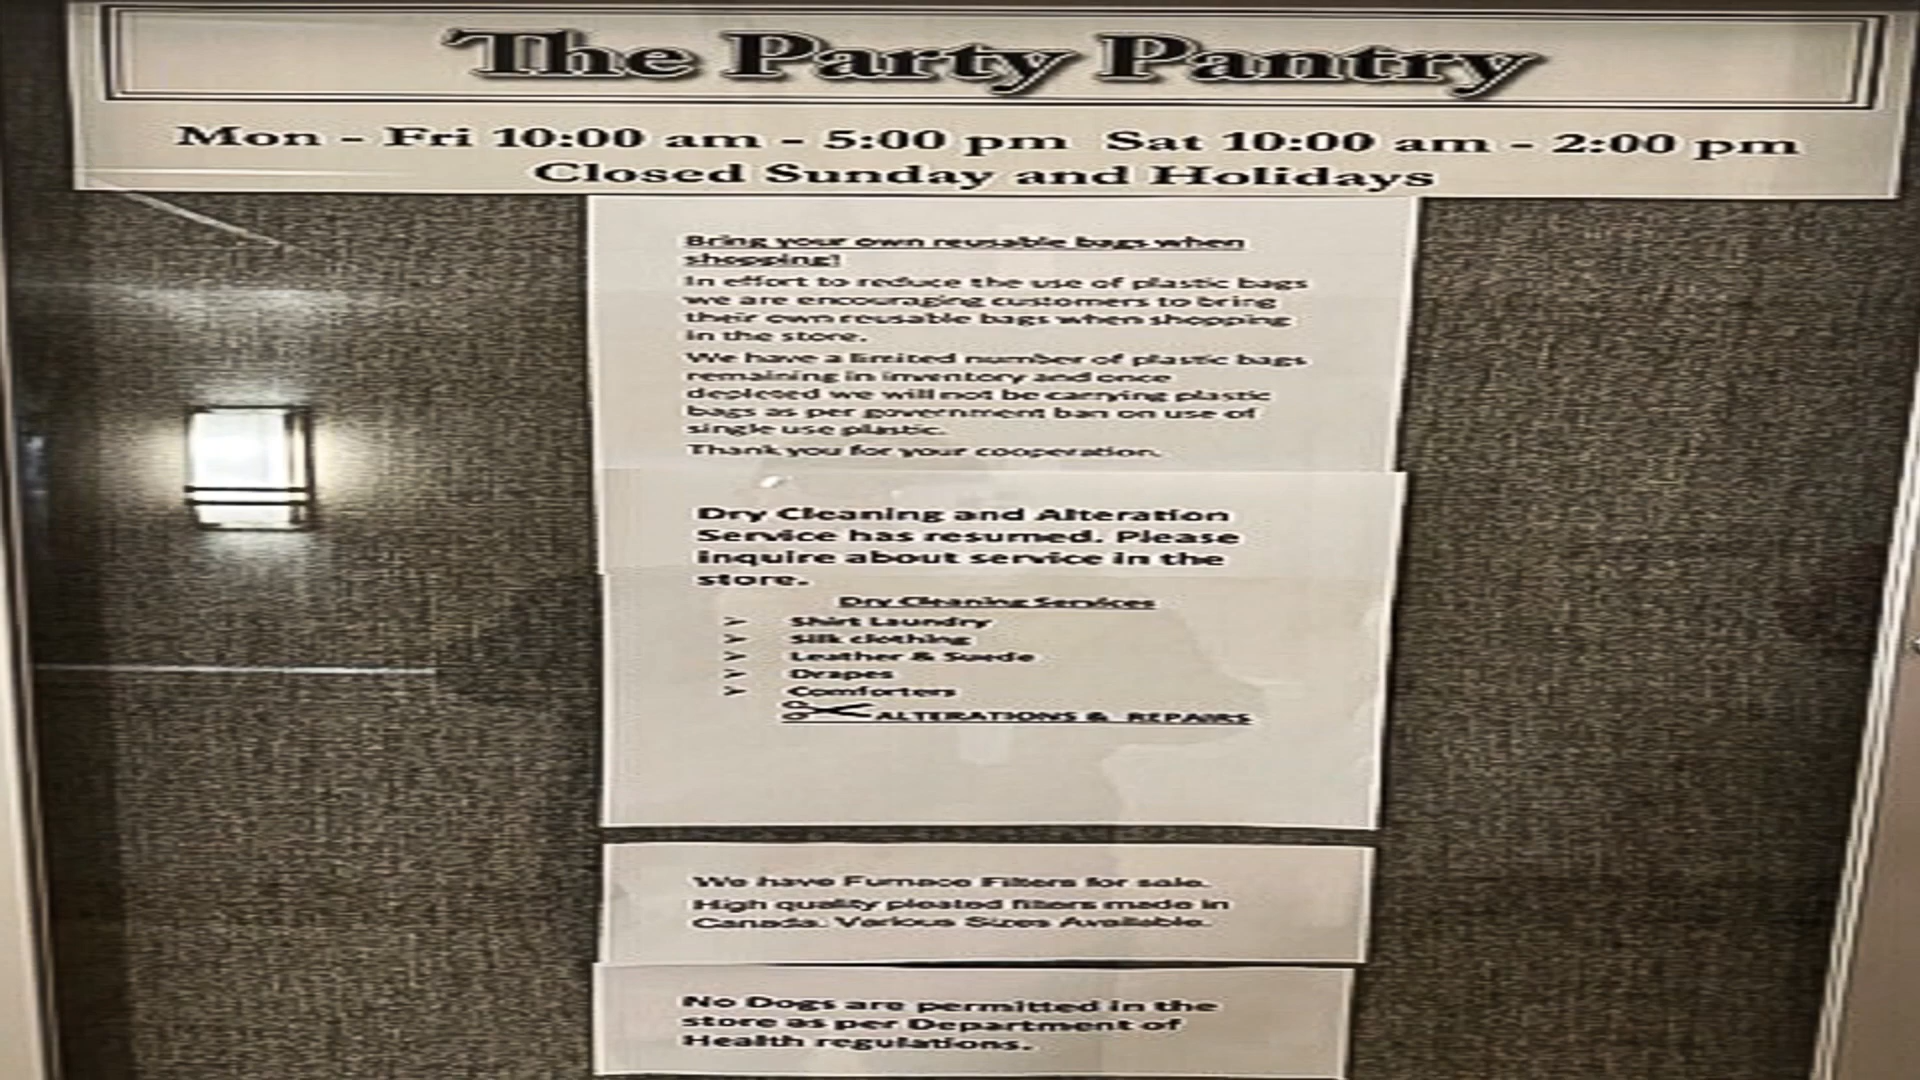 The Party Pantry
Mon - Fri 10:00 am - 5:00 pm Sat 10:00 am - 2:00 pm
Closed Sunday and Holidays
Bring your own reusable bags when
shopping!
In effort to reduce the use of plastic bags
we are encouraging customers to bring
their own reusable bags when shopping
in the store.
We have a limited number of plastic bags
remaining in inventory and once
depleted we will not be carrying plastic
bags as per government ban on use of
single use plastic.
Thank you for your cooperation.
Dry Cleaning and Alteration
Service has resumed. Please
inquire about service in the
store.
Dry Cleaning Services
➢ Shirt Laundry
➢ Silk clothing
➢ Leather & Suede
➢ Drapes
➢ Comforters
ALTERATIONS & REPAIRS
We have Furnace Filters for sale.
High quality pleated filters made in
Canada. Various Sizes Available.
No Dogs are permitted in the
store as per Department of
Health regulations.